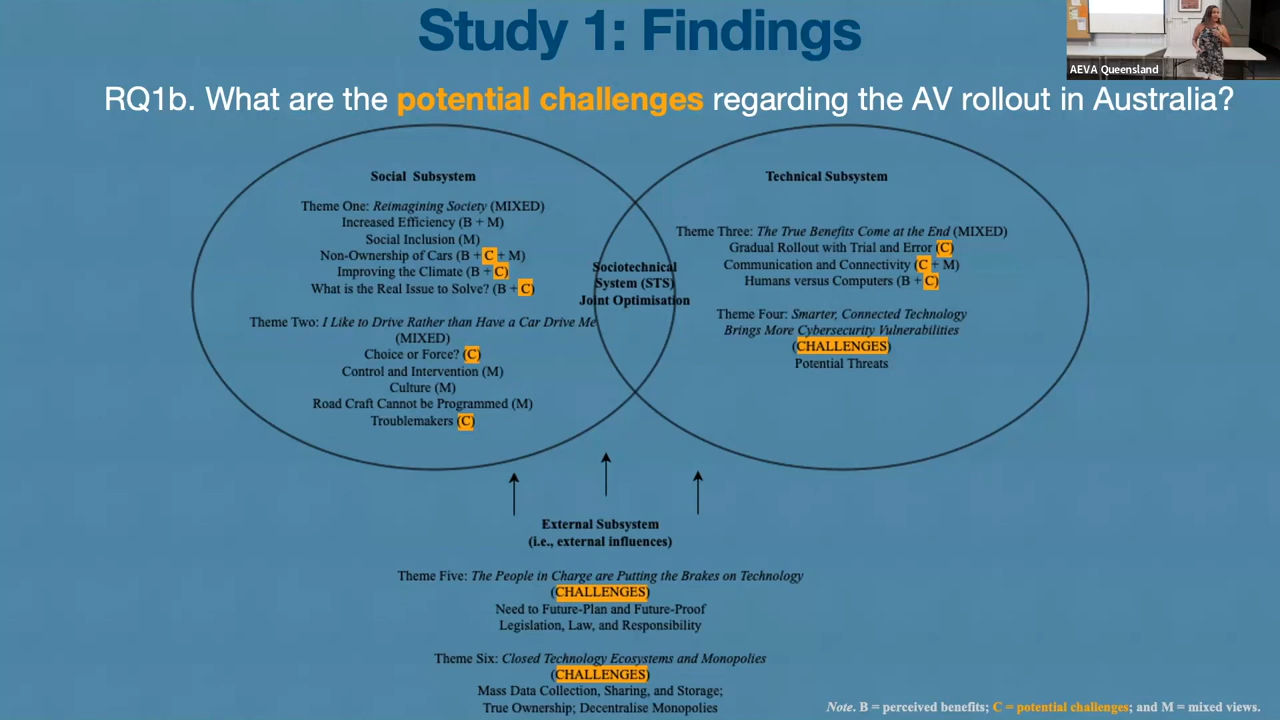 Study 1: Findings
AEVA Queensland
RQ1b. What are the potential challenges regarding the AV rollout in Australia?
Social Subsystem
Theme One: Reimagining Society (MIXED)
Increased Efficiency (B + M)
Social Inclusion (M)
Non-Ownership of Cars (B + C + M)
Improving the Climate (B + C)
What is the Real Issue to Solve? (B + C)
Theme Two: I Like to Drive Rather than Have a Car Drive Me
(MIXED)
Choice or Force? (C)
Control and Intervention (M)
Culture (M)
Road Craft Cannot be Programmed (M)
Troublemakers (C)
Sociotechnical
System (STS)
Joint Optimisation
Technical Subsystem
Theme Three: The True Benefits Come at the End (MIXED)
Gradual Rollout with Trial and Error (C)
Communication and Connectivity (C + M)
Humans versus Computers (B + C)
Theme Four: Smarter, Connected Technology
Brings More Cybersecurity Vulnerabilities
(CHALLENGES)
Potential Threats
External Subsystem
(i.e., external influences)
Theme Five: The People in Charge are Putting the Brakes on Technology
(CHALLENGES)
Need to Future-Plan and Future-Proof
Legislation, Law, and Responsibility
Theme Six: Closed Technology Ecosystems and Monopolies
(CHALLENGES)
Mass Data Collection, Sharing, and Storage;
True Ownership; Decentralise Monopolies
Note. B = perceived benefits; C = potential challenges; and M = mixed views.